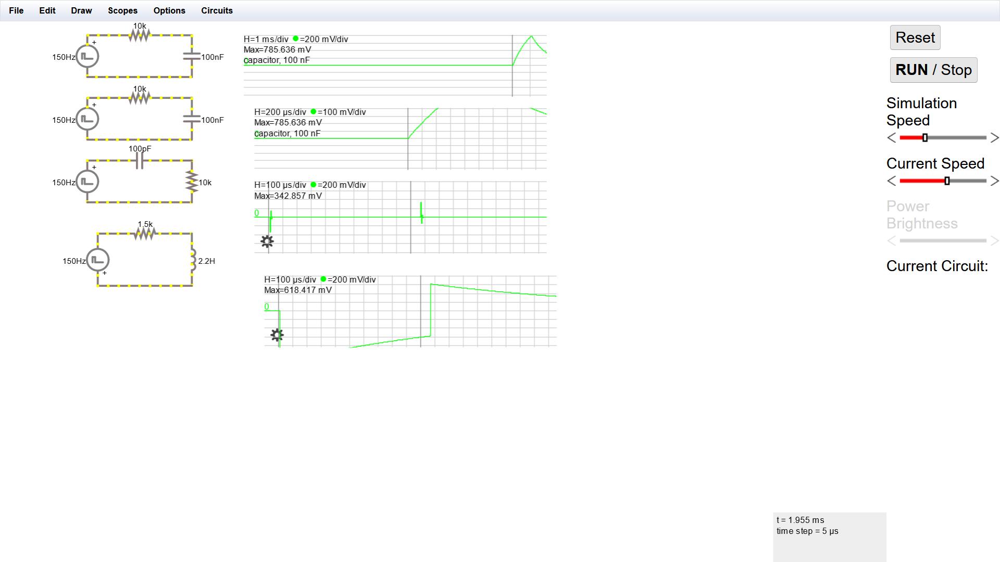 File Edit Draw Scopes Options Circuits
10k
150Hz
+
100nF
10k
150Hz
+
100nF
100pF
150Hz
+
10k
1.5k
150Hz
+
2.2H
H=1 ms/div =200 mV/div
Max=785.636 mV
capacitor, 100 nF
0
H=200 µs/div =100 mV/div
Max=785.636 mV
capacitor, 100 nF
0
H=100 µs/div =200 mV/div
Max=342.857 mV
0
H=100 µs/div =200 mV/div
Max=618.417 mV
0
Reset
RUN / Stop
Simulation
Speed
Current Speed
Power
Brightness
Current Circuit:
t = 1.955 ms
time step = 5 µs